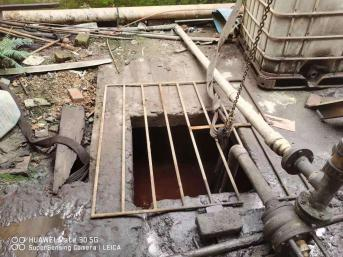 HUAWEI Mate 30 5G
SuperSensing Camera | LEICA